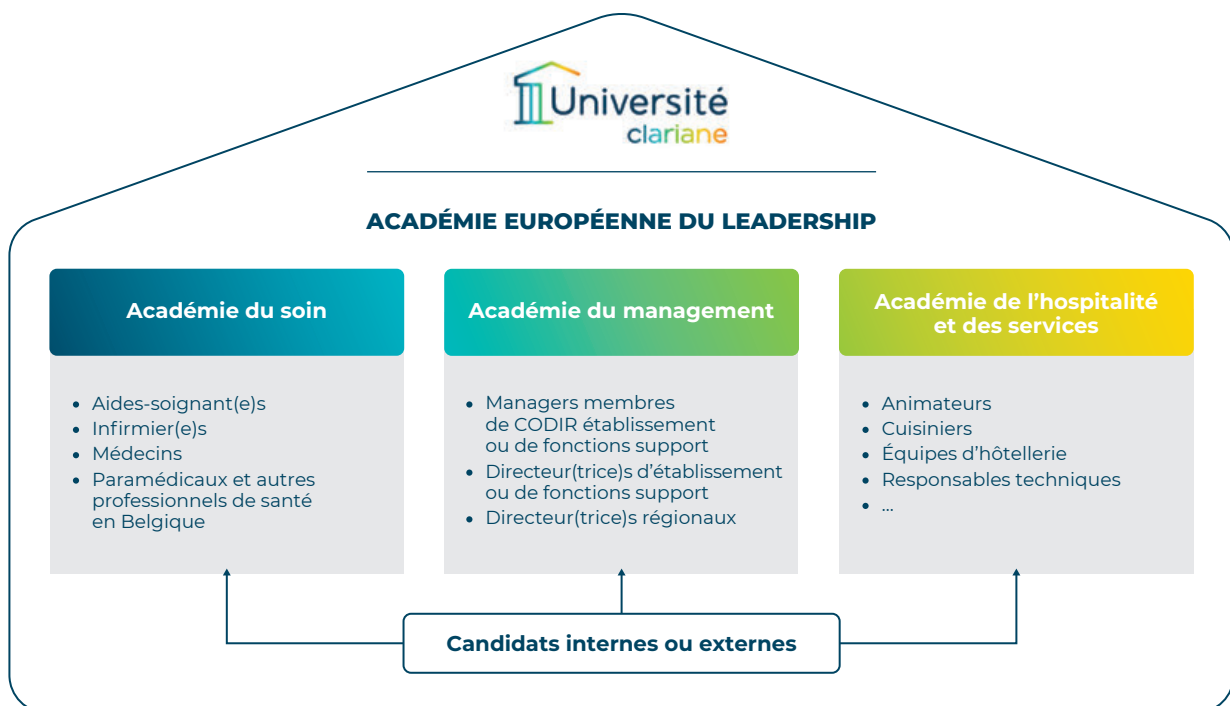 Université
clariane
ACADÉMIE EUROPÉENNE DU LEADERSHIP
Académie du soin
• Aides-soignant(e)s
• Infirmier(e)s
• Médecins
• Paramédicaux et autres
professionnels de santé
en Belgique
Académie du management
• Managers membres
de CODIR établissement
ou de fonctions support
• Directeur(trice)s d’établissement
ou de fonctions support
• Directeur(trice)s régionaux
Académie de l’hospitalité
et des services
• Animateurs
• Cuisiniers
• Équipes d’hôtellerie
• Responsables techniques
• ...
Candidats internes ou externes